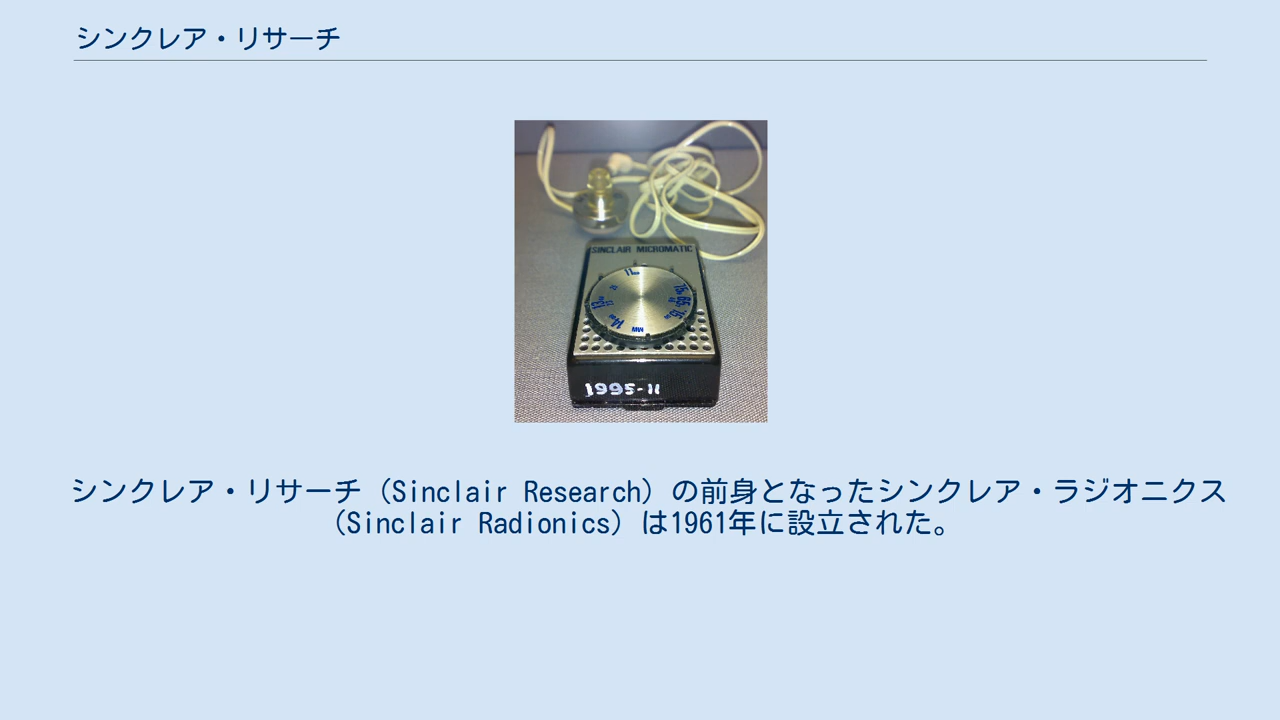 シンクレア・リサーチ
SINCLAIR MICROMATIC
MW
1995-11
シンクレア・リサーチ（Sinclair Research）の前身となったシンクレア・ラジオニクス
（Sinclair Radionics）は1961年に設立された。